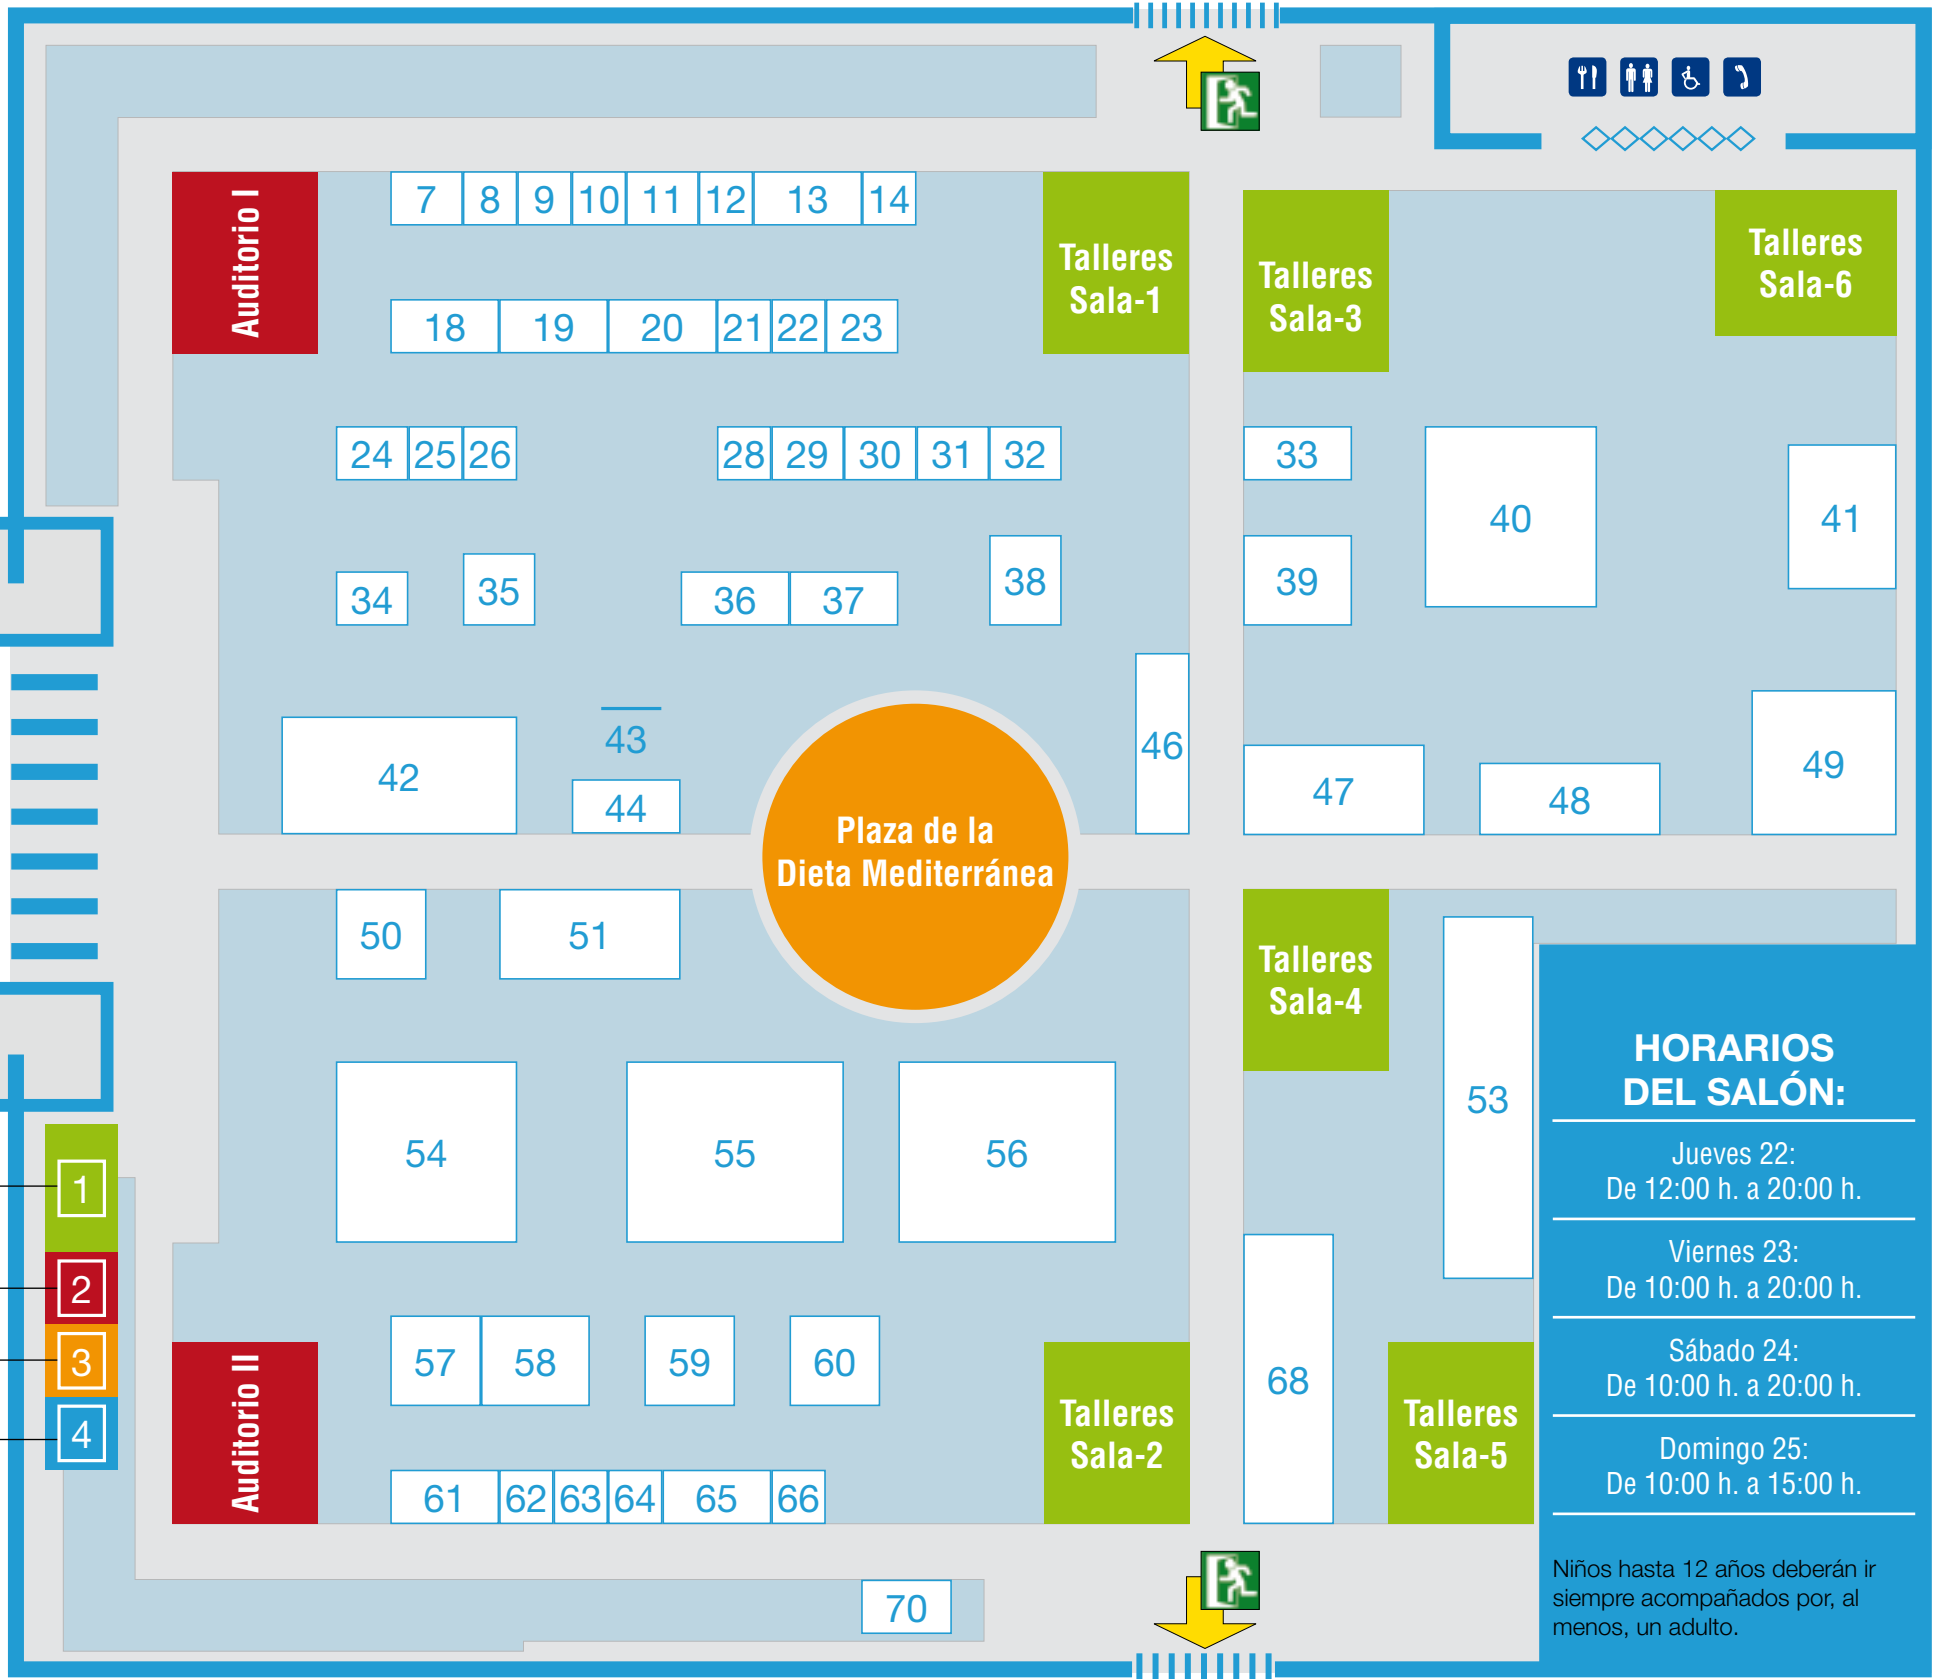 Auditorio I
7 8 9 10 11 12 13 14
Talleres
Sala-1
Talleres
Sala-3
Talleres
Sala-6
18 19 20 21 22 23
24 25 26 28 29 30 31 32 33
40
41
34 35 36 37 38 39
42
43
44
46
47
48
49
Plaza de la
Dieta Mediterránea
50
51
Talleres
Sala-4
53
54
55
56
1
2
3
4
57 58 59 60
68
Auditorio II
Talleres
Sala-2
Talleres
Sala-5
61 62 63 64 65 66
70
HORARIOS
DEL SALÓN:
Jueves 22:
De 12:00 h. a 20:00 h.
Viernes 23:
De 10:00 h. a 20:00 h.
Sábado 24:
De 10:00 h. a 20:00 h.
Domingo 25:
De 10:00 h. a 15:00 h.
Niños hasta 12 años deberán ir
siempre acompañados por, al
menos, un adulto.